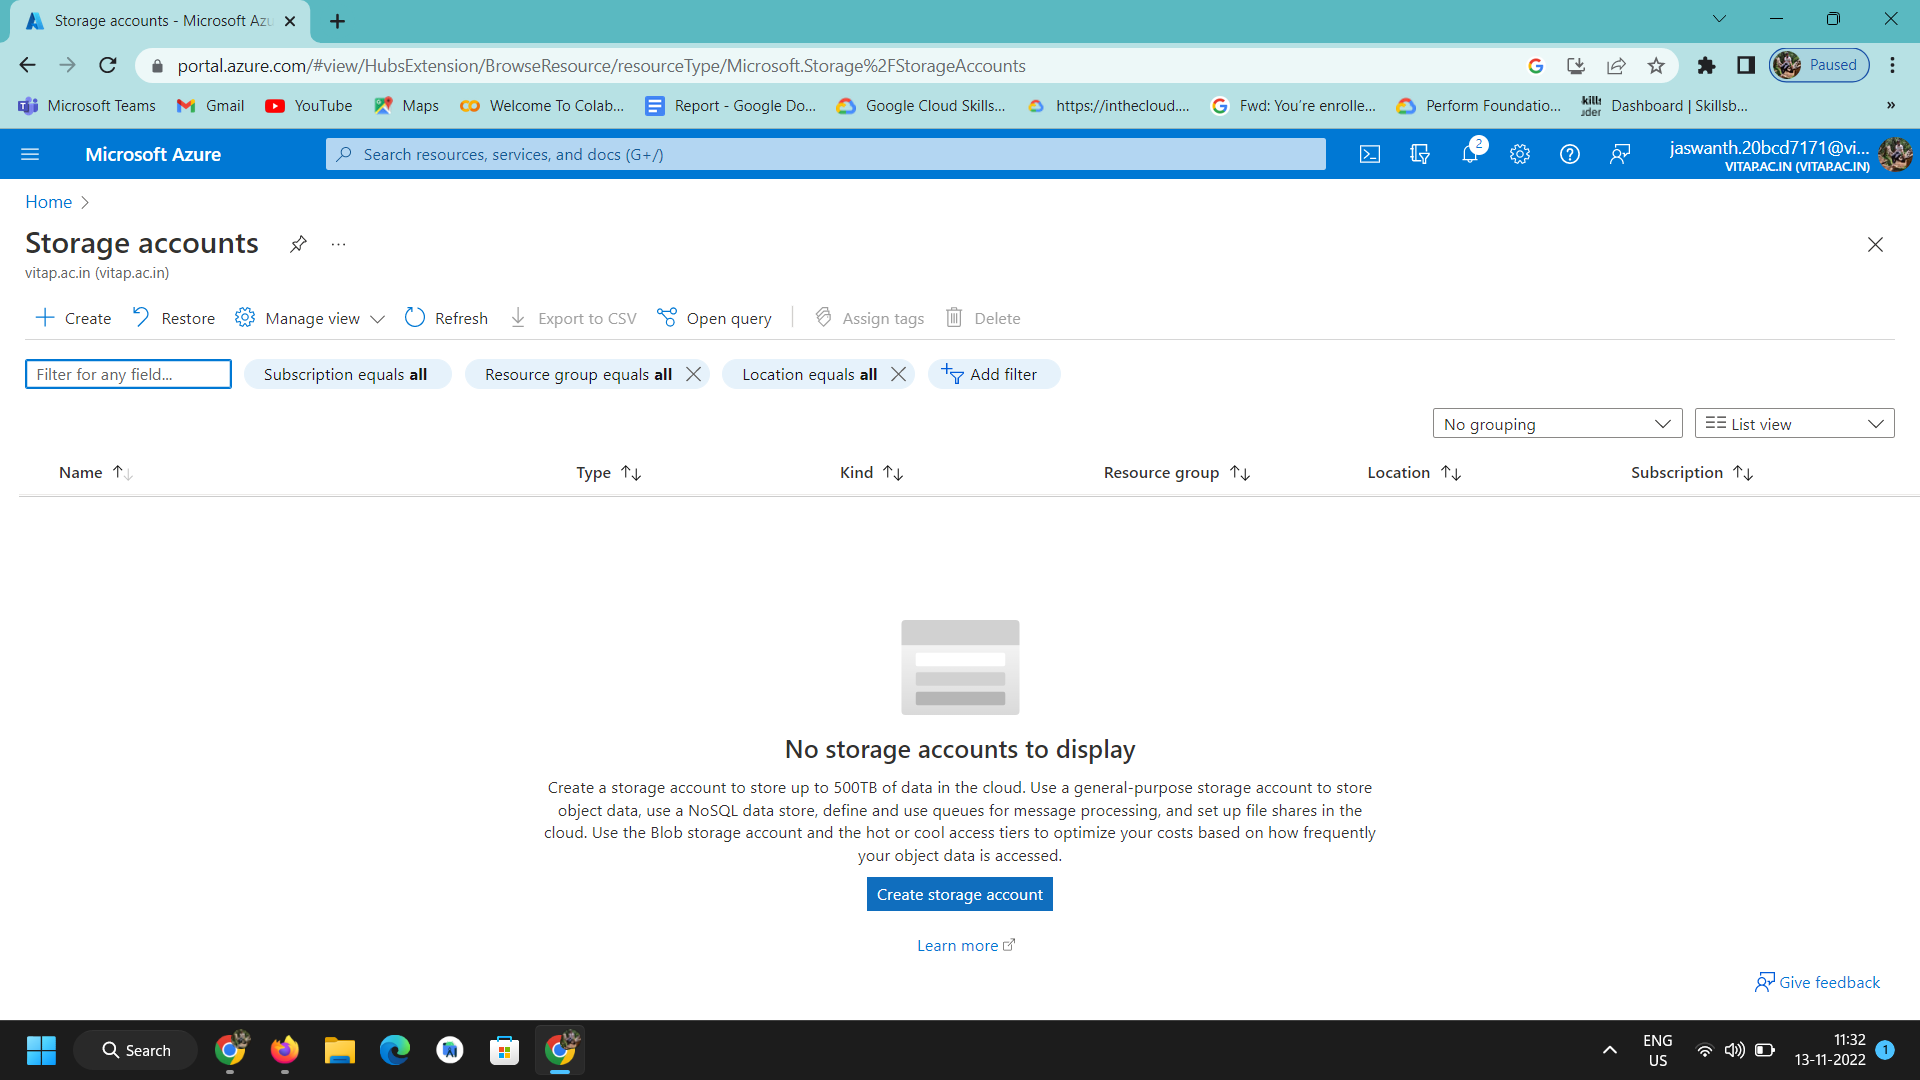 Storage accounts - Microsoft Azu
portal.azure.com/#view/HubsExtension/BrowseResource/resourceType/Microsoft.Storage%2FStorageAccounts
Paused
Microsoft Teams
Gmail
YouTube
Maps
Welcome To Colab...
Report - Google Do...
Google Cloud Skills...
https://inthecloud....
Fwd: You're enrolle...
Perform Foundatio...
Dashboard | Skillsb...
»
Microsoft Azure
Search resources, services, and docs (G+/)
2
jaswanth.20bcd7171@vi...
VITAP.AC.IN (VITAP.AC.IN)
Home
Storage accounts
...
vitap.ac.in (vitap.ac.in)
Create
Restore
Manage view
Refresh
Export to CSV
Open query
Assign tags
Delete
Filter for any field...
Subscription equals all
Resource group equals all
Location equals all
Add filter
No grouping
List view
Name
Type
Kind
Resource group
Location
Subscription
No storage accounts to display
Create a storage account to store up to 500TB of data in the cloud. Use a general-purpose storage account to store
object data, use a NoSQL data store, define and use queues for message processing, and set up file shares in the
cloud. Use the Blob storage account and the hot or cool access tiers to optimize your costs based on how frequently
your object data is accessed.
Create storage account
Learn more
Give feedback
Search
ENG
US
11:32
13-11-2022
1